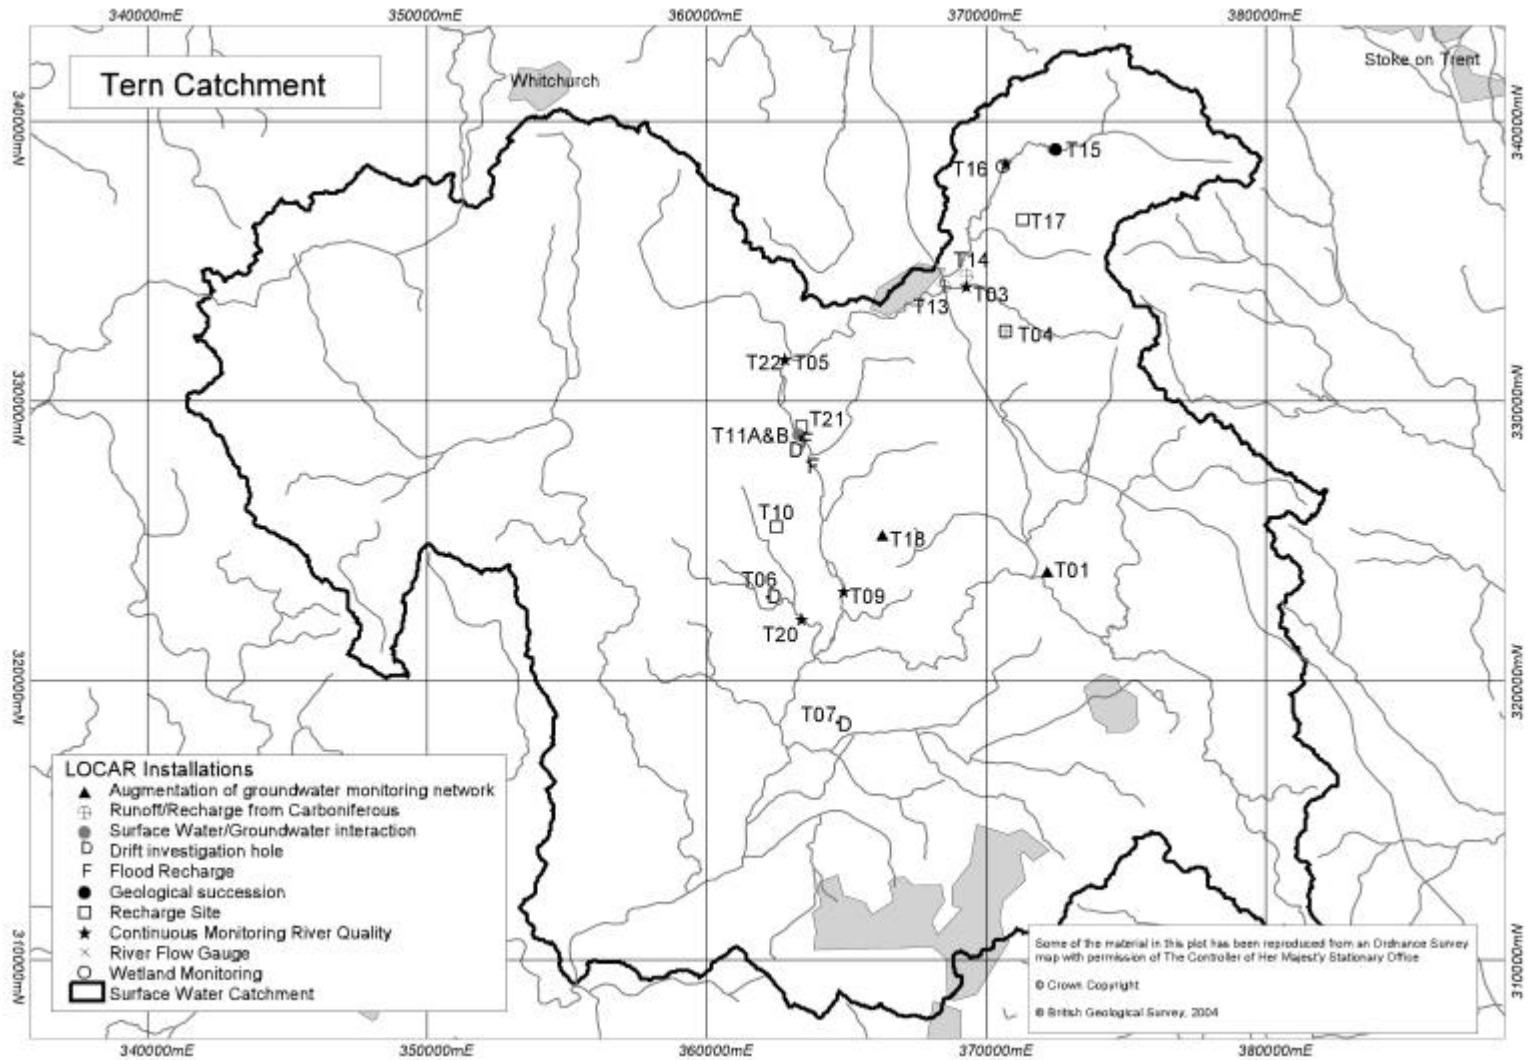 340000mE 350000mE 360000mE 370000mE 380000mE
Tern Catchment
Whitchurch
Stoke on Trent
340000mN 340000mN
T15
T16
T17
T14
T13 T03
T04
T22 T05
330000mN 330000mN
T21
T11A&B
D
F
T10
T18
T01
T06
D
T09
T20
320000mN 320000mN
T07 D
LOCAR Installations
Augmentation of groundwater monitoring network
Runoff/Recharge from Carboniferous
Surface Water/Groundwater interaction
D Drift investigation hole
F Flood Recharge
Geological succession
Recharge Site
Continuous Monitoring River Quality
River Flow Gauge
Wetland Monitoring
Surface Water Catchment
310000mN 310000mN
Some of the material in this plot has been reproduced from an Ordnance Survey
map with permission of The Controller of Her Majest'y Stationary Office
© Crown Copyright
© British Geological Survey, 2004
340000mE 350000mE 360000mE 370000mE 380000mE